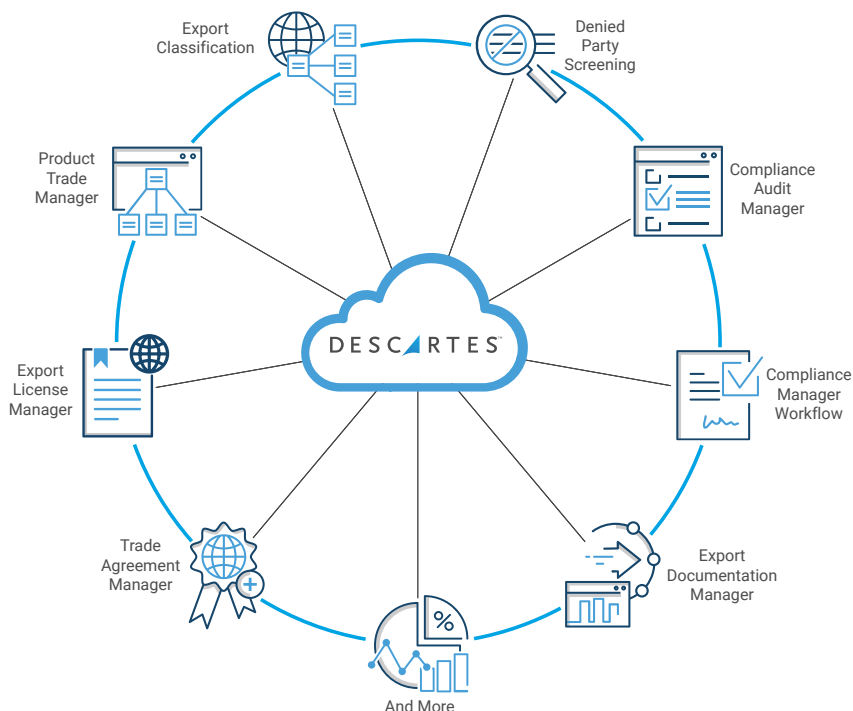 Export
Classification
Denied
Party
Screening
Product
Trade
Manager
Compliance
Audit
Manager
DESCARTES™
Export
License
Manager
Compliance
Manager
Workflow
Trade
Agreement
Manager
Export
Documentation
Manager
%
And More